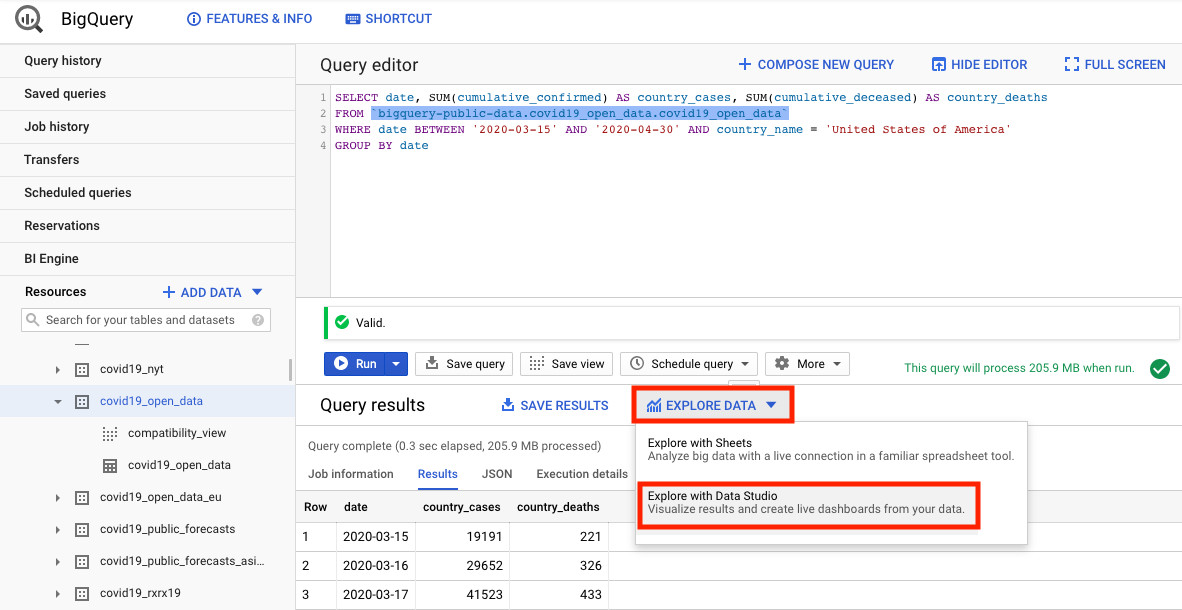 BigQuery
FEATURES & INFO
SHORTCUT
Query history
Saved queries
Job history
Transfers
Scheduled queries
Reservations
BI Engine
Resources
ADD DATA
Search for your tables and datasets
covid19_nyt
covid19_open_data
compatibility_view
covid19_open_data
covid19_open_data_eu
covid19_public_forecasts
covid19_public_forecasts_asi...
covid19_rxrx19
Query editor
COMPOSE NEW QUERY
HIDE EDITOR
FULL SCREEN
1 SELECT date, SUM(cumulative_confirmed) AS country_cases, SUM(cumulative_deceased) AS country_deaths
2 FROM `bigquery-public-data.covid19_open_data.covid19_open_data`
3 WHERE date BETWEEN '2020-03-15' AND '2020-04-30' AND country_name = 'United States of America'
4 GROUP BY date
Valid.
Run
Save query
Save view
Schedule query
More
This query will process 205.9 MB when run.
Query results
SAVE RESULTS
EXPLORE DATA
Explore with Sheets
Analyze big data with a live connection in a familiar spreadsheet tool.
Explore with Data Studio
Visualize results and create live dashboards from your data.
Query complete (0.3 sec elapsed, 205.9 MB processed)
Job information Results JSON Execution details
Row date country_cases country_deaths
1 2020-03-15 19191 221
2 2020-03-16 29652 326
3 2020-03-17 41523 433